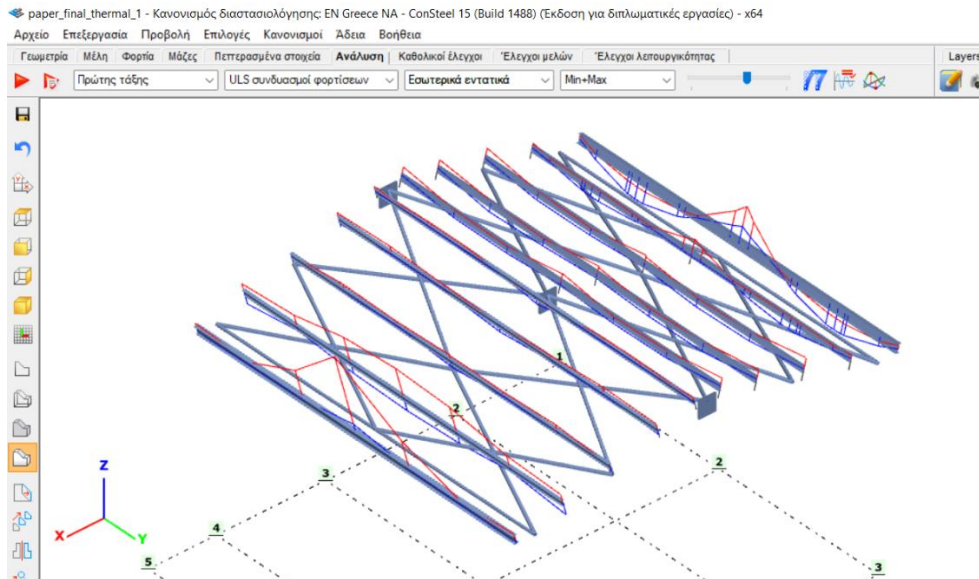 paper_final_thermal_1 - Κανονισμός διαστασιολόγησης: EN Greece NA - ConSteel 15 (Build 1488) (Έκδοση για διπλωματικές εργασίες) - x64
Αρχείο Επεξεργασία Προβολή Επιλογές Κανονισμοί Άδεια Βοήθεια
Γεωμετρία Μέλη Φορτία Μάζες Πεπερασμένα στοιχεία Ανάλυση Καθολικοί έλεγχοι Έλεγχοι μελών Έλεγχοι λειτουργικότητας Layers
Πρώτης τάξης ULS συνδυασμοί φορτίσεων Εσωτερικά εντατικά Min+Max
1
2
2
3
4
5
3
Z
X
Y